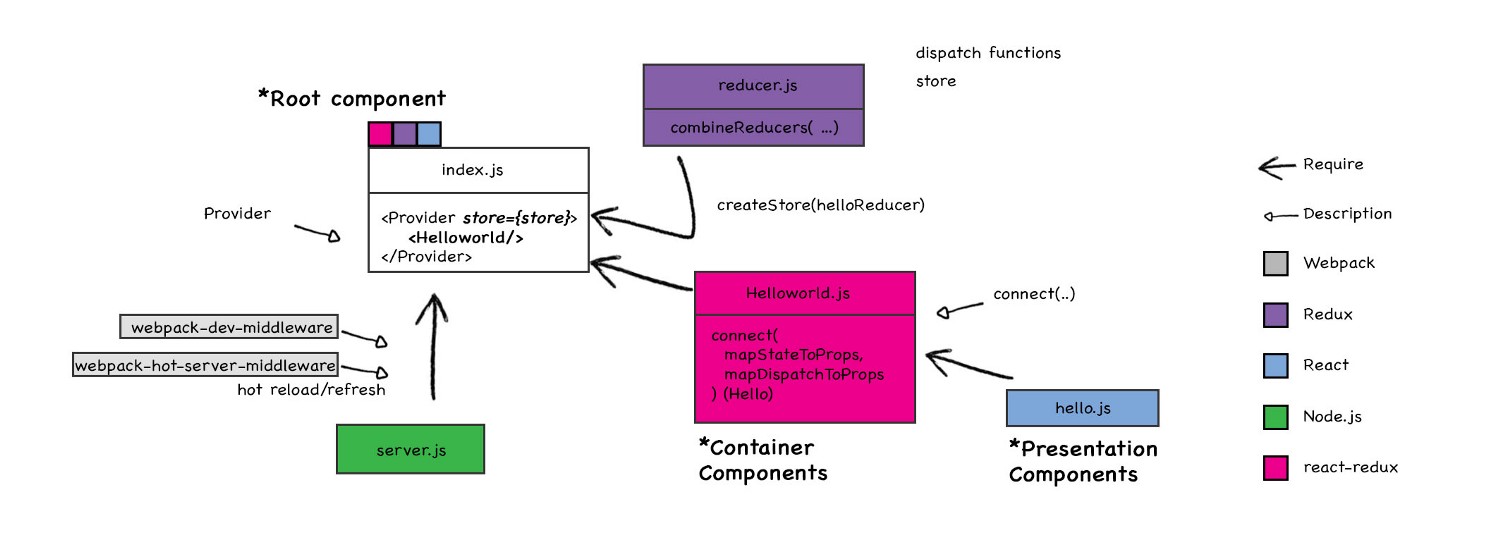 *Root component
index.js
<Provider store={store}>
<Helloworld/>
</Provider>
Provider
reducer.js
combineReducers( ...)
dispatch functions
store
createStore(helloReducer)
Helloworld.js
connect(
mapStateToProps,
mapDispatchToProps
) (Hello)
*Container
Components
connect(..)
hello.js
*Presentation
Components
webpack-dev-middleware
webpack-hot-server-middleware
hot reload/refresh
server.js
Require
Description
Webpack
Redux
React
Node.js
react-redux